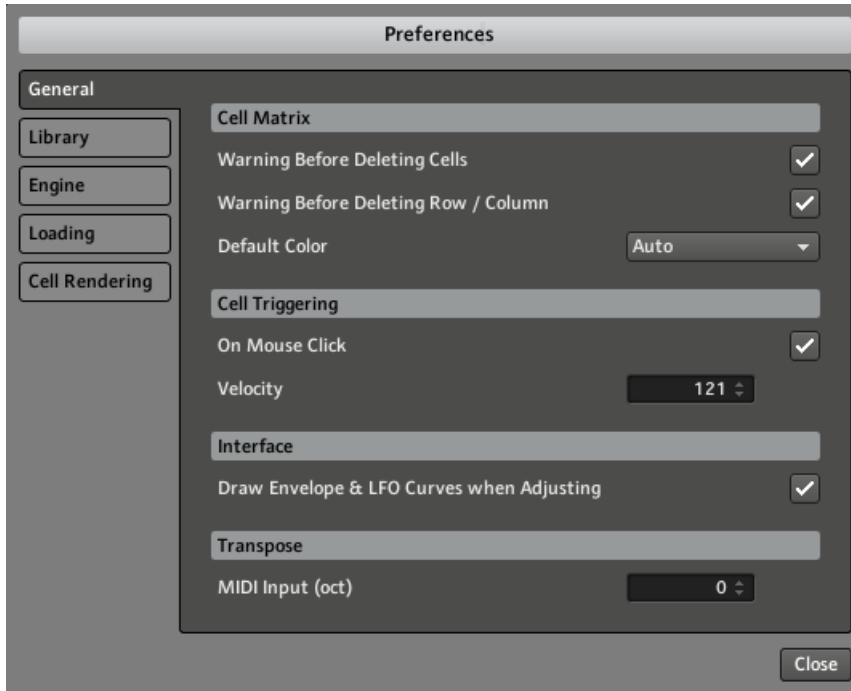 Preferences
General
Library
Engine
Loading
Cell Rendering
Cell Matrix
Warning Before Deleting Cells
Warning Before Deleting Row / Column
Default Color Auto
Cell Triggering
On Mouse Click
Velocity 121
Interface
Draw Envelope & LFO Curves when Adjusting
Transpose
MIDI Input (oct) 0
Close